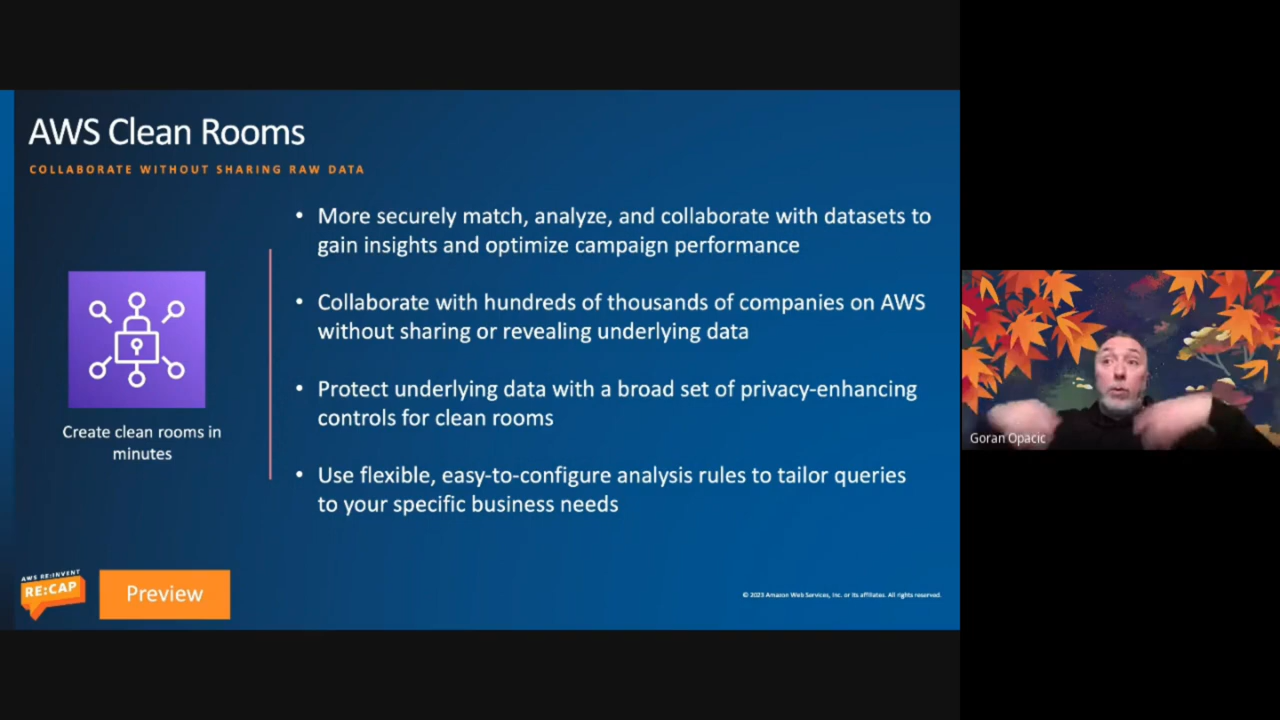 AWS Clean Rooms
COLLABORATE WITHOUT SHARING RAW DATA
• More securely match, analyze, and collaborate with datasets to
gain insights and optimize campaign performance
• Collaborate with hundreds of thousands of companies on AWS
without sharing or revealing underlying data
• Protect underlying data with a broad set of privacy-enhancing
controls for clean rooms
• Use flexible, easy-to-configure analysis rules to tailor queries
to your specific business needs
Create clean rooms in
minutes
AWS RE:INVENT
RE:CAP
Preview
© 2023 Amazon Web Services, Inc. or its affiliates. All rights reserved.
Goran Opacic